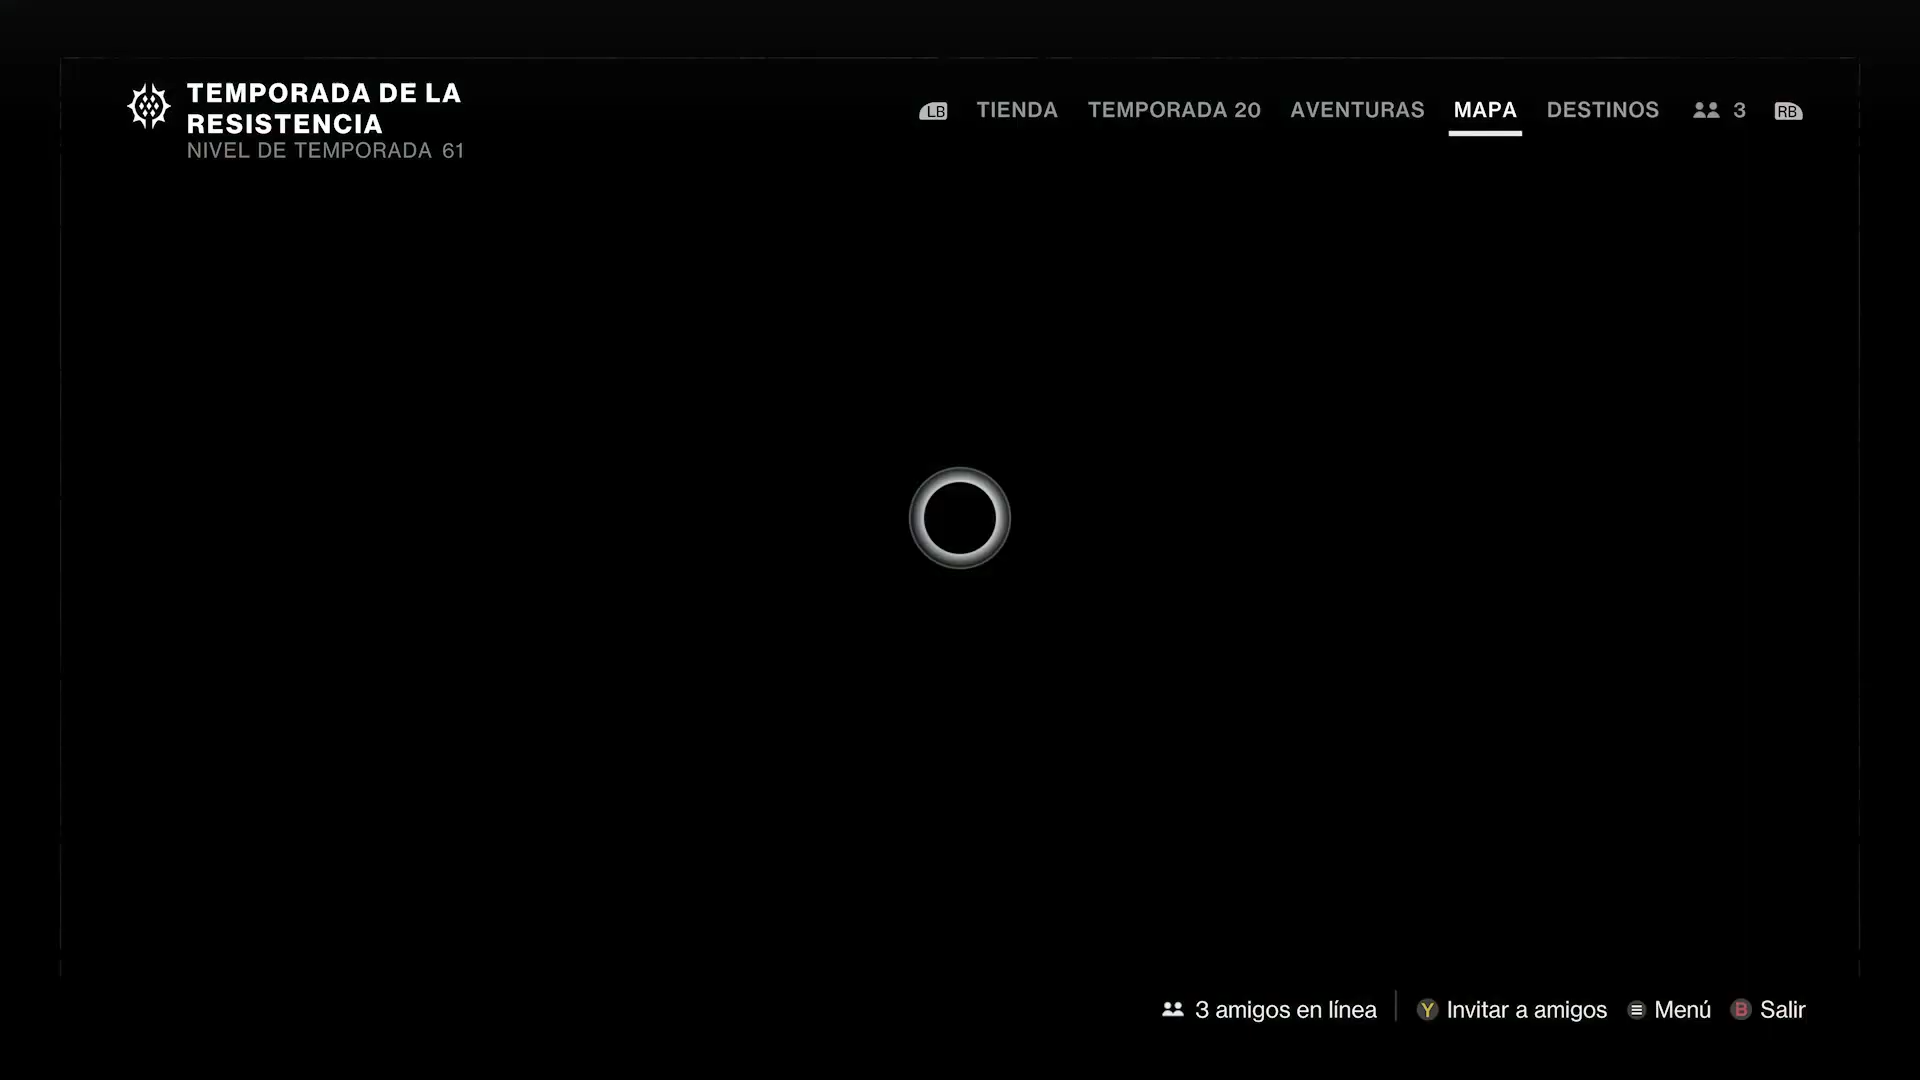 TEMPORADA DE LA
RESISTENCIA
NIVEL DE TEMPORADA 61
LB TIENDA TEMPORADA 20 AVENTURAS MAPA DESTINOS 3 RB
3 amigos en línea Y Invitar a amigos Menú B Salir